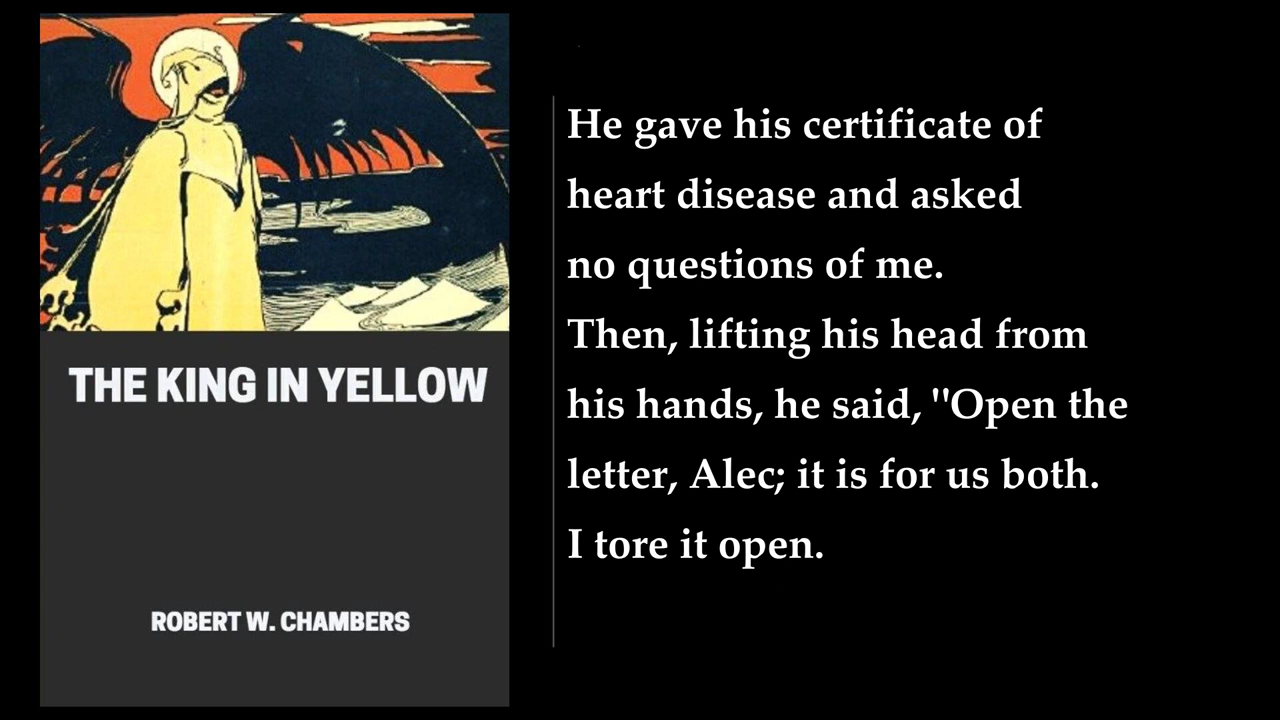 THE KING IN YELLOW
ROBERT W. CHAMBERS
He gave his certificate of
heart disease and asked
no questions of me.
Then, lifting his head from
his hands, he said, "Open the
letter, Alec; it is for us both.
I tore it open.